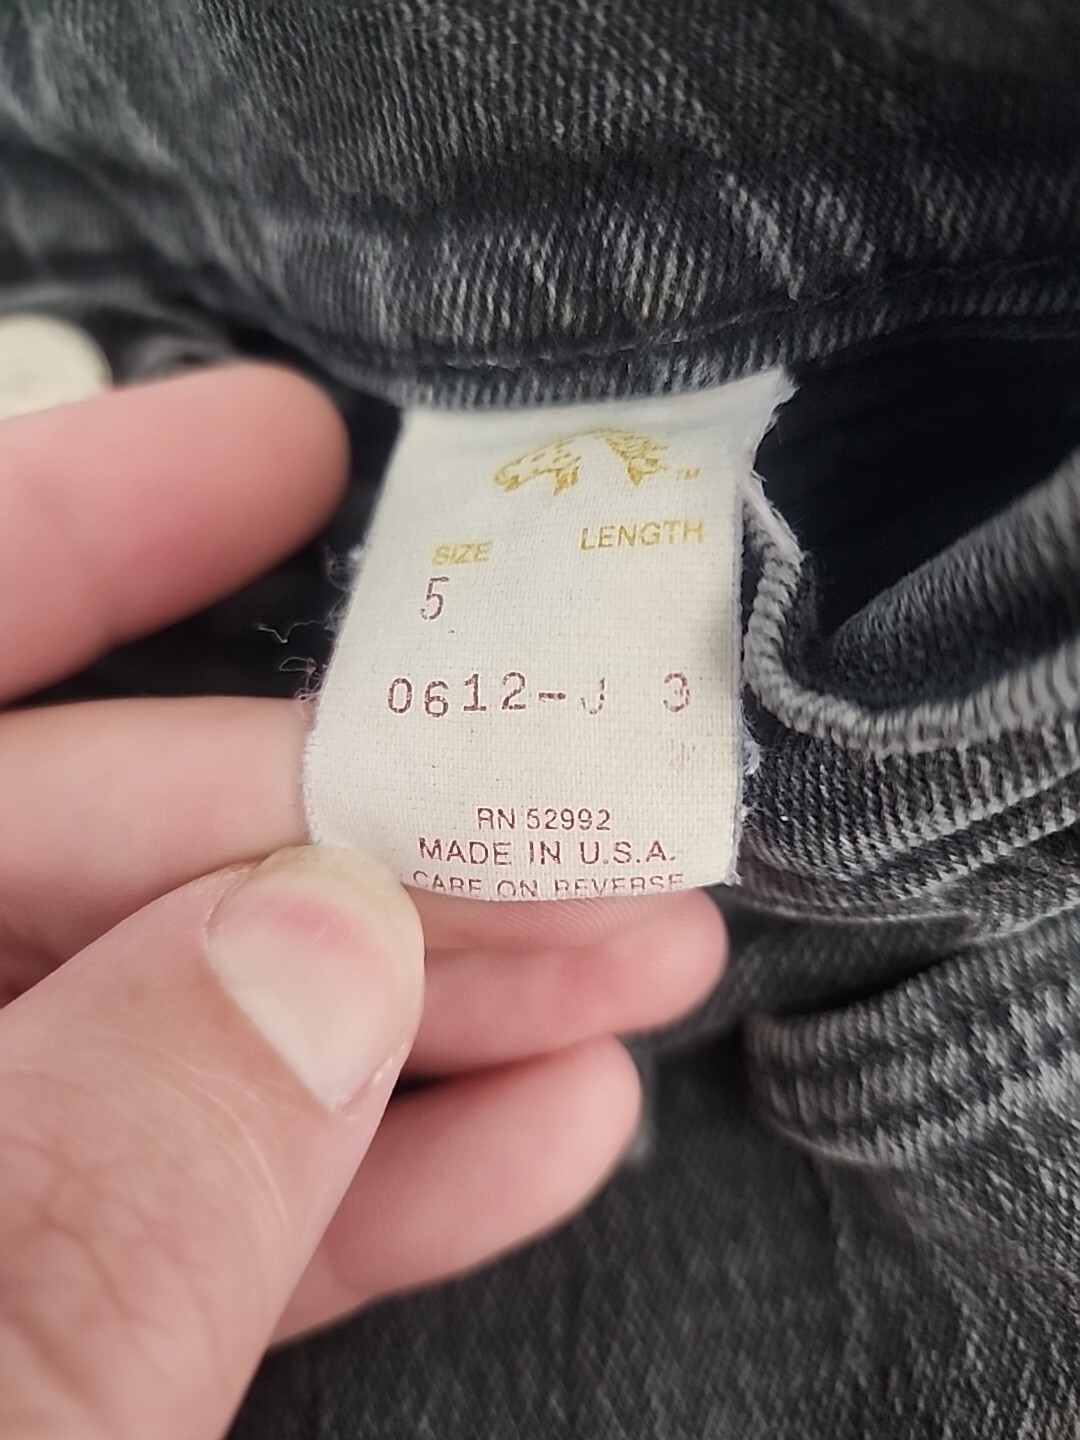 TM
SIZE LENGTH
5
0612-J 3
RN 52992
MADE IN U.S.A.
CARE ON REVERSE